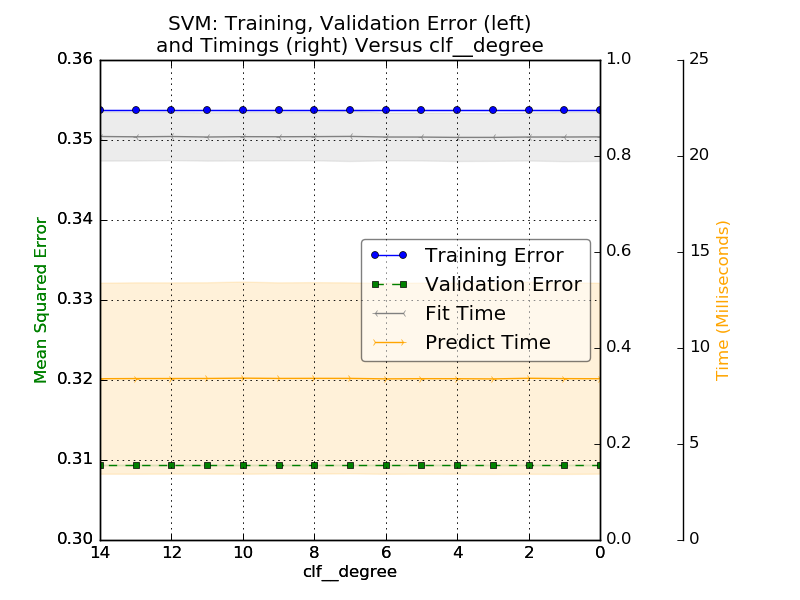 SVM: Training, Validation Error (left)
and Timings (right) Versus clf__degree
0.36
0.35
0.34
0.33
0.32
0.31
0.30
Mean Squared Error
14 12 10 8 6 4 2 0
clf__degree
Training Error
Validation Error
Fit Time
Predict Time
1.0
0.8
0.6
0.4
0.2
0.0
25
20
15
10
5
0
Time (Milliseconds)